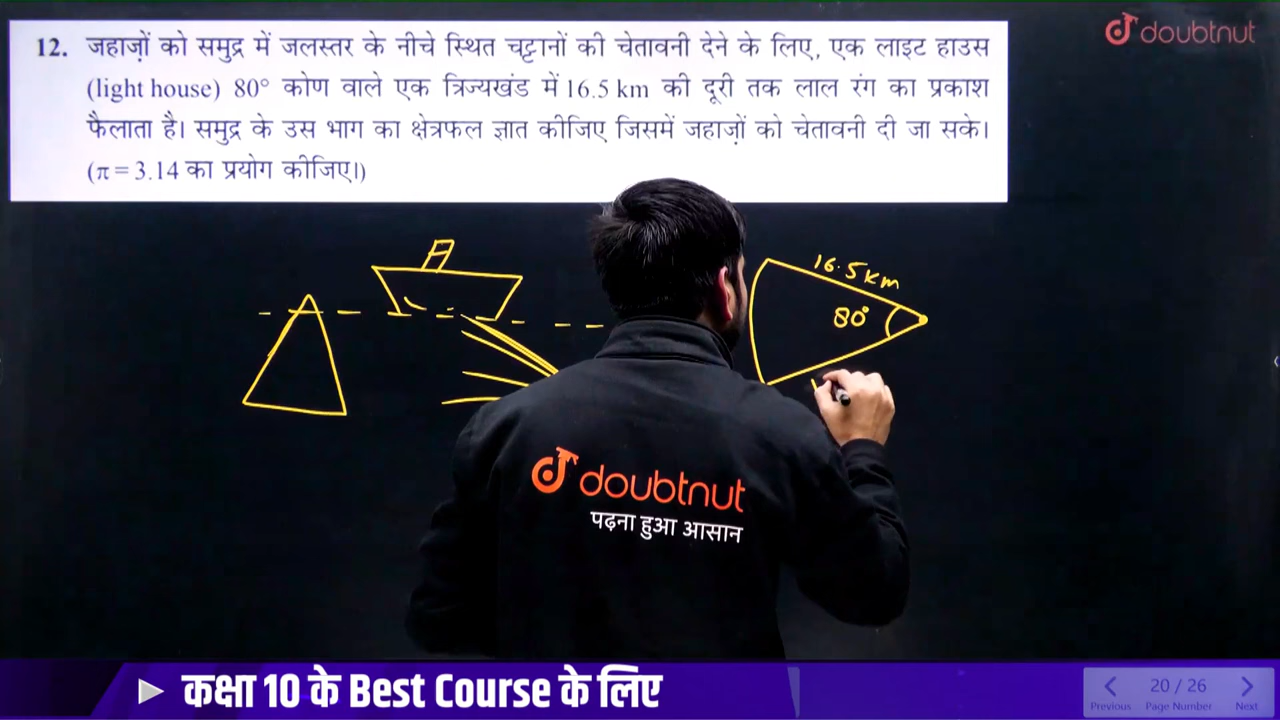 12. जहाज़ों को समुद्र में जलस्तर के नीचे स्थित चट्टानों की चेतावनी देने के लिए, एक लाइट हाउस
(light house) 80° कोण वाले एक त्रिज्यखंड में 16.5 km की दूरी तक लाल रंग का प्रकाश
फैलाता है। समुद्र के उस भाग का क्षेत्रफल ज्ञात कीजिए जिसमें जहाज़ों को चेतावनी दी जा सके।
(π = 3.14 का प्रयोग कीजिए।)
doubtnut
16.5 km
80°
doubtnut
पढ़ना हुआ आसान
कक्षा 10 के Best Course के लिए
20 / 26
Previous Page Number Next